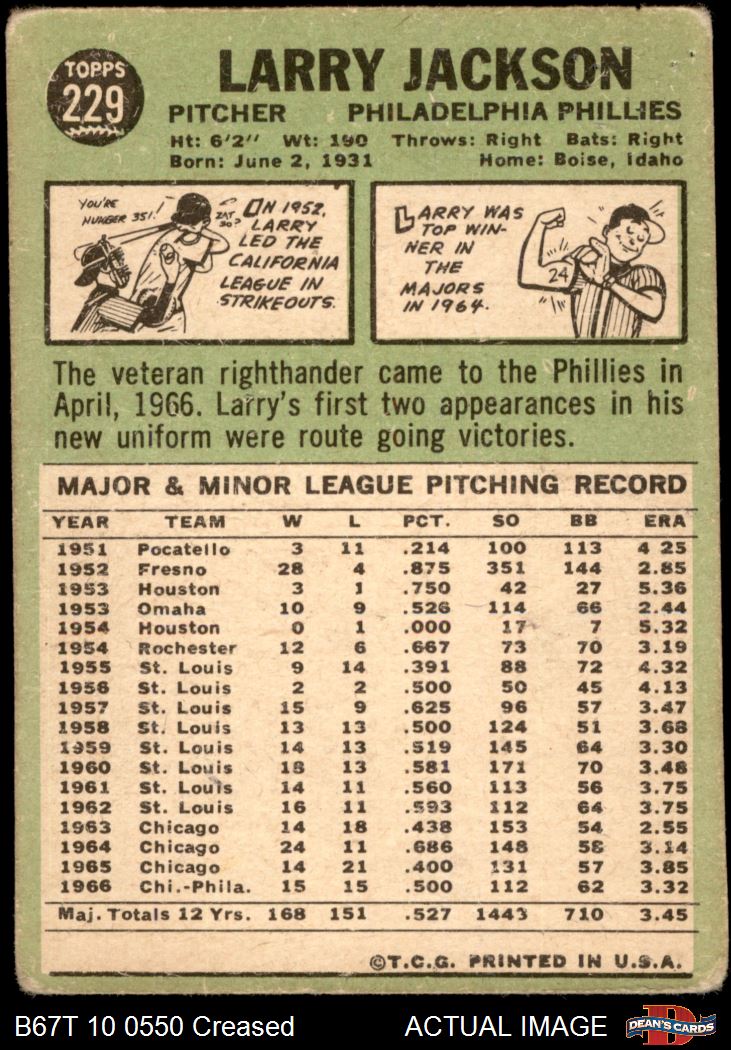 TOPPS
229
LARRY JACKSON
PITCHER PHILADELPHIA PHILLIES
Ht: 6'2" Wt: 190 Throws: Right Bats: Right
Born: June 2, 1931 Home: Boise, Idaho
YOU'RE
NUMBER 351!
ZAT
SO?
IN 1952,
LARRY
LED THE
CALIFORNIA
LEAGUE IN
STRIKEOUTS.
LARRY WAS
TOP WIN-
NER IN
THE
MAJORS
IN 1964.
24
The veteran righthander came to the Phillies in
April, 1966. Larry's first two appearances in his
new uniform were route going victories.
MAJOR & MINOR LEAGUE PITCHING RECORD
YEAR TEAM W L PCT. SO BB ERA
1951 Pocatello 3 11 .214 100 113 4 25
1952 Fresno 28 4 .875 351 144 2.85
1953 Houston 3 1 .750 42 27 5.36
1953 Omaha 10 9 .526 114 66 2.44
1954 Houston 0 1 .000 17 7 5.32
1954 Rochester 12 6 .667 73 70 3.19
1955 St. Louis 9 14 .391 88 72 4.32
1956 St. Louis 2 2 .500 50 45 4.13
1957 St. Louis 15 9 .625 96 57 3.47
1958 St. Louis 13 13 .500 124 51 3.68
1959 St. Louis 14 13 .519 145 64 3.30
1960 St. Louis 18 13 .581 171 70 3.48
1961 St. Louis 14 11 .560 113 56 3.75
1962 St. Louis 16 11 .593 112 64 3.75
1963 Chicago 14 18 .438 153 54 2.55
1964 Chicago 24 11 .686 148 58 3.14
1965 Chicago 14 21 .400 131 57 3.85
1966 Chi.-Phila. 15 15 .500 112 62 3.32
Maj. Totals 12 Yrs. 168 151 .527 1443 710 3.45
©T.C.G. PRINTED IN U.S.A.
B67T 10 0550 Creased ACTUAL IMAGE
D
DEAN'S CARDS